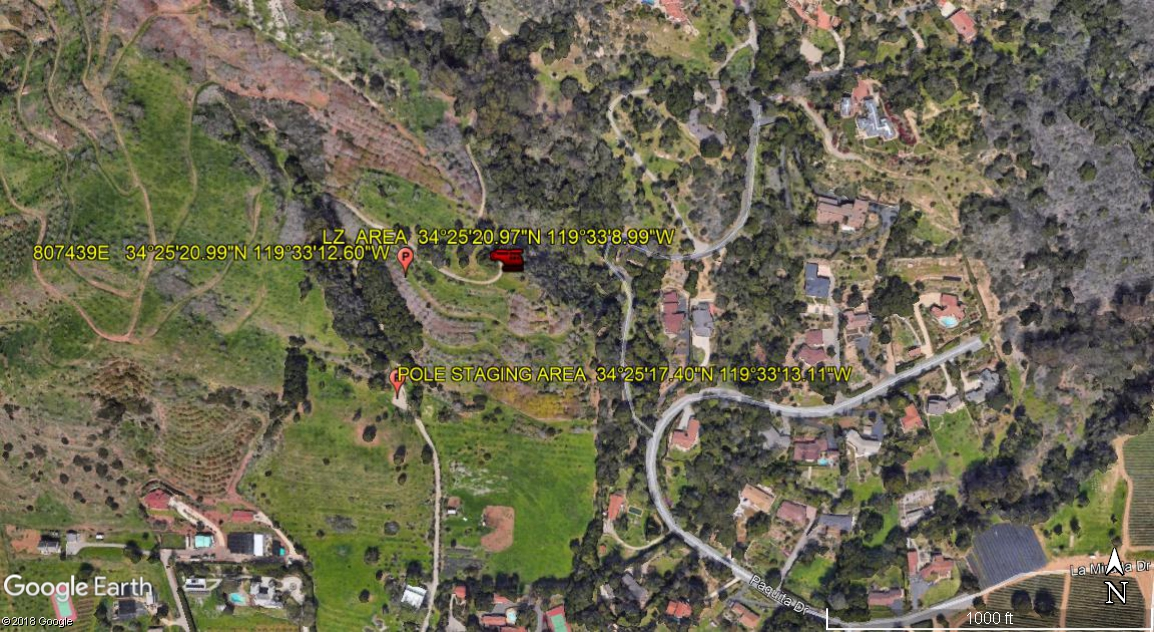 LZ AREA 34°25'20.97"N 119°33'8.99"W
807439E 34°25'20.99"N 119°33'12.60"W
P
POLE STAGING AREA 34°25'17.40"N 119°33'13.11"W
Paquita Dr
La Mirada Dr
N
1000 ft
Google Earth
©2018 Google